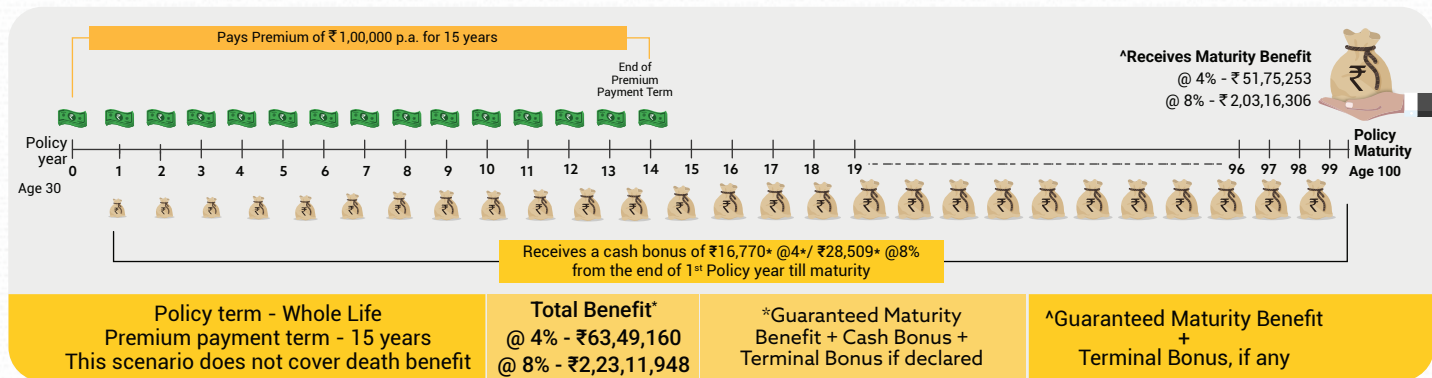 Pays Premium of ₹ 1,00,000 p.a. for 15 years
End of
Premium
Payment Term
^Receives Maturity Benefit
@ 4% - ₹ 51,75,253
@ 8% - ₹ 2,03,16,306
₹
Policy
year
0 1 2 3 4 5 6 7 8 9 10 11 12 13 14 15 16 17 18 19 96 97 98 99
Policy
Maturity
Age 30
Age 100
₹ ₹ ₹ ₹ ₹ ₹ ₹ ₹ ₹ ₹ ₹ ₹ ₹ ₹ ₹ ₹ ₹ ₹ ₹ ₹ ₹ ₹ ₹ ₹ ₹ ₹ ₹
Receives a cash bonus of ₹16,770* @4*/ ₹28,509* @8%
from the end of 1st Policy year till maturity
Policy term - Whole Life
Premium payment term - 15 years
This scenario does not cover death benefit
Total Benefit*
@ 4% - ₹63,49,160
@ 8% - ₹2,23,11,948
*Guaranteed Maturity
Benefit + Cash Bonus +
Terminal Bonus if declared
^Guaranteed Maturity Benefit
+
Terminal Bonus, if any